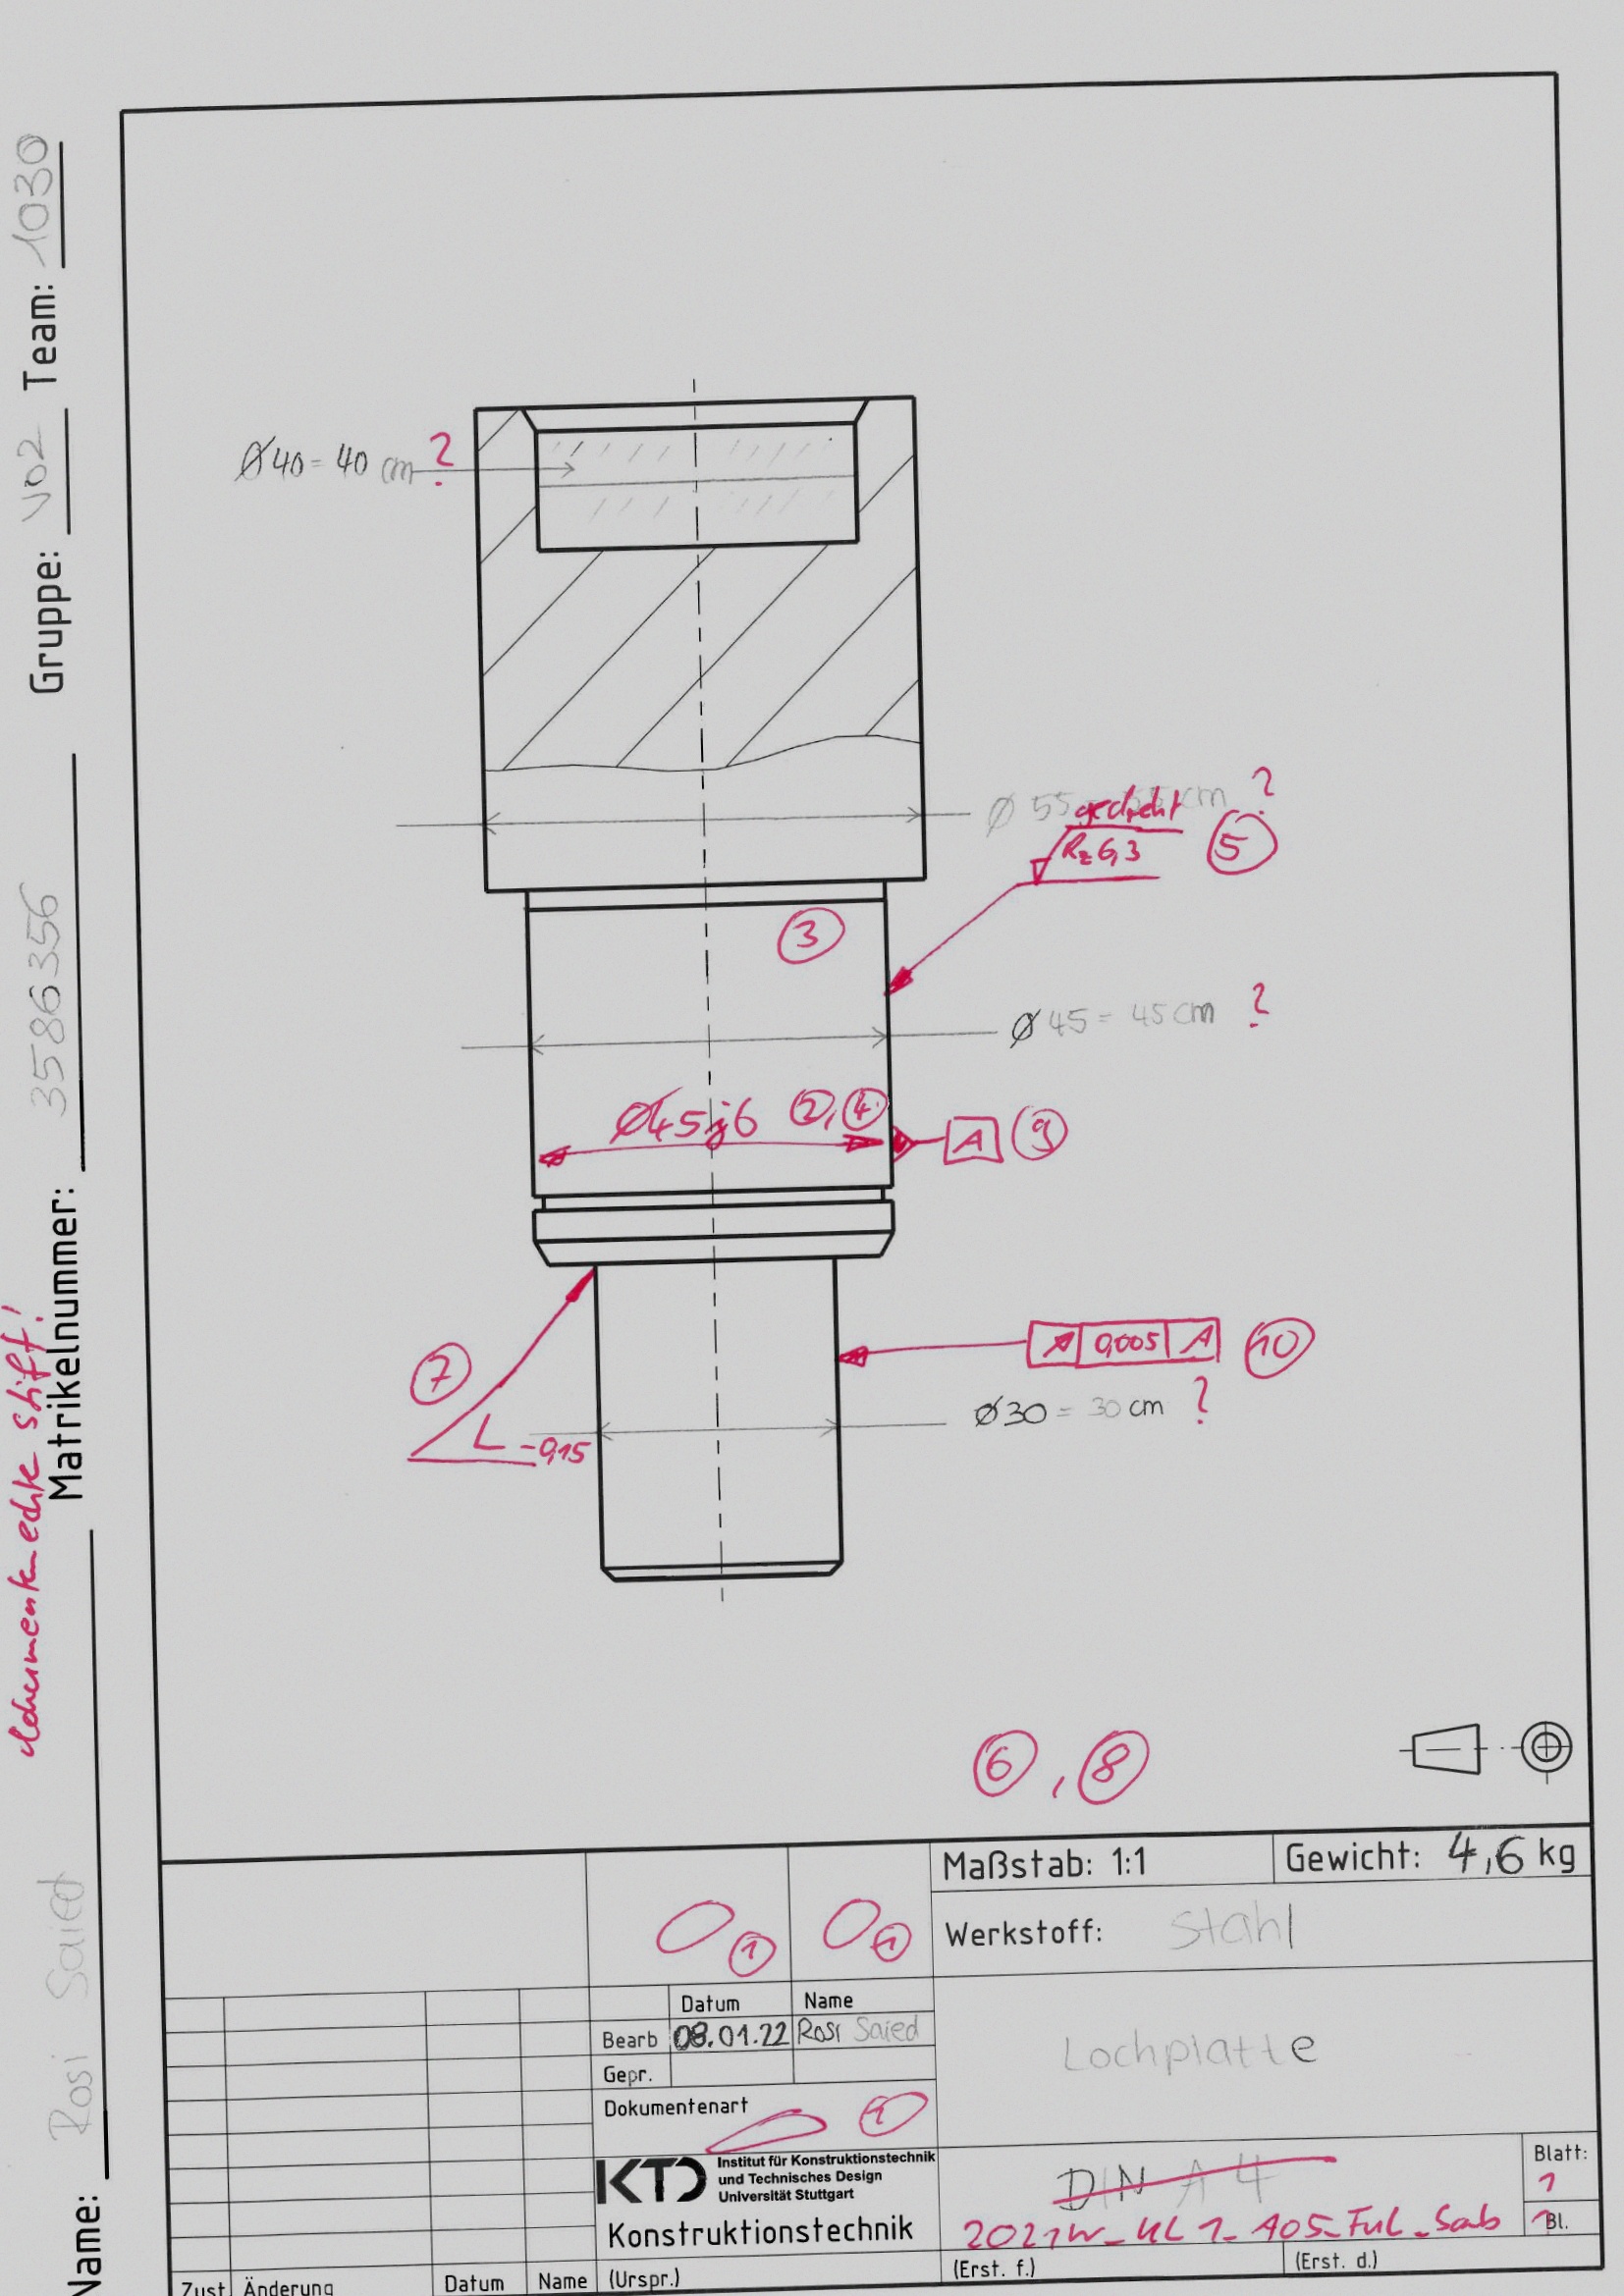 Name: Rosi Saied
Matrikelnummer: 3586356
Gruppe: V02 Team: 1030
dokumentenechte Stift!
Ø40 = 40 cm ?
Ø 55 cm ?
gedreht
Rz 6,3 5
3
Ø 45 = 45 cm ?
Ø45j6 2, 4 A 9
7
L -0,15
↗ 0,005 A 10
Ø30 = 30 cm ?
6, 8
Maßstab: 1:1 Gewicht: 4,6 kg
1 1
Werkstoff: Stahl
Datum Name
Bearb 08.01.22 Rosi Saied
Gepr.
Lochplatte
Dokumentenart 1
KTD Institut für Konstruktionstechnik
und Technisches Design
Universität Stuttgart
DIN A4
Blatt:
1
Konstruktionstechnik
2021W_KL1_A05_FuL_Sab
1 Bl.
Zust Änderung Datum Name (Urspr.) (Erst. f.) (Erst. d.)